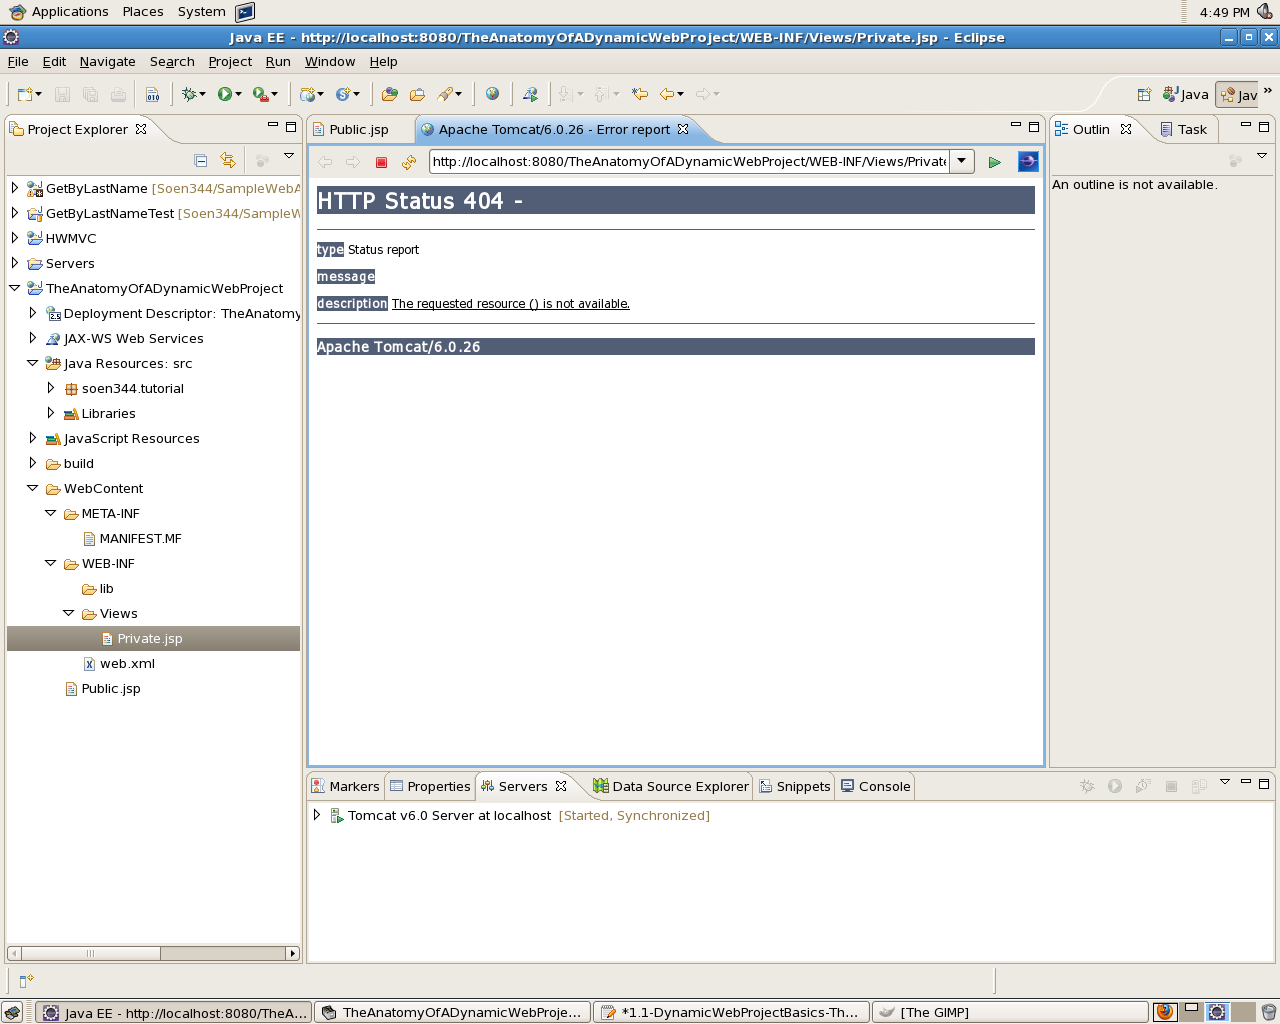 Applications Places System
4:49 PM
Java EE - http://localhost:8080/TheAnatomyOfADynamicWebProject/WEB-INF/Views/Private.jsp - Eclipse
File Edit Navigate Search Project Run Window Help
Java
Jav
Project Explorer
GetByLastName [Soen344/SampleWebA
GetByLastNameTest [Soen344/SampleW
HWMVC
Servers
TheAnatomyOfADynamicWebProject
Deployment Descriptor: TheAnatomy
JAX-WS Web Services
Java Resources: src
soen344.tutorial
Libraries
JavaScript Resources
build
WebContent
META-INF
MANIFEST.MF
WEB-INF
lib
Views
Private.jsp
web.xml
Public.jsp
Public.jsp
Apache Tomcat/6.0.26 - Error report
http://localhost:8080/TheAnatomyOfADynamicWebProject/WEB-INF/Views/Private
HTTP Status 404 -
type Status report
message
description The requested resource () is not available.
Apache Tomcat/6.0.26
Outlin
Task
An outline is not available.
Markers Properties Servers Data Source Explorer Snippets Console
Tomcat v6.0 Server at localhost [Started, Synchronized]
Java EE - http://localhost:8080/TheA...
TheAnatomyOfADynamicWebProje...
*1.1-DynamicWebProjectBasics-Th...
[The GIMP]